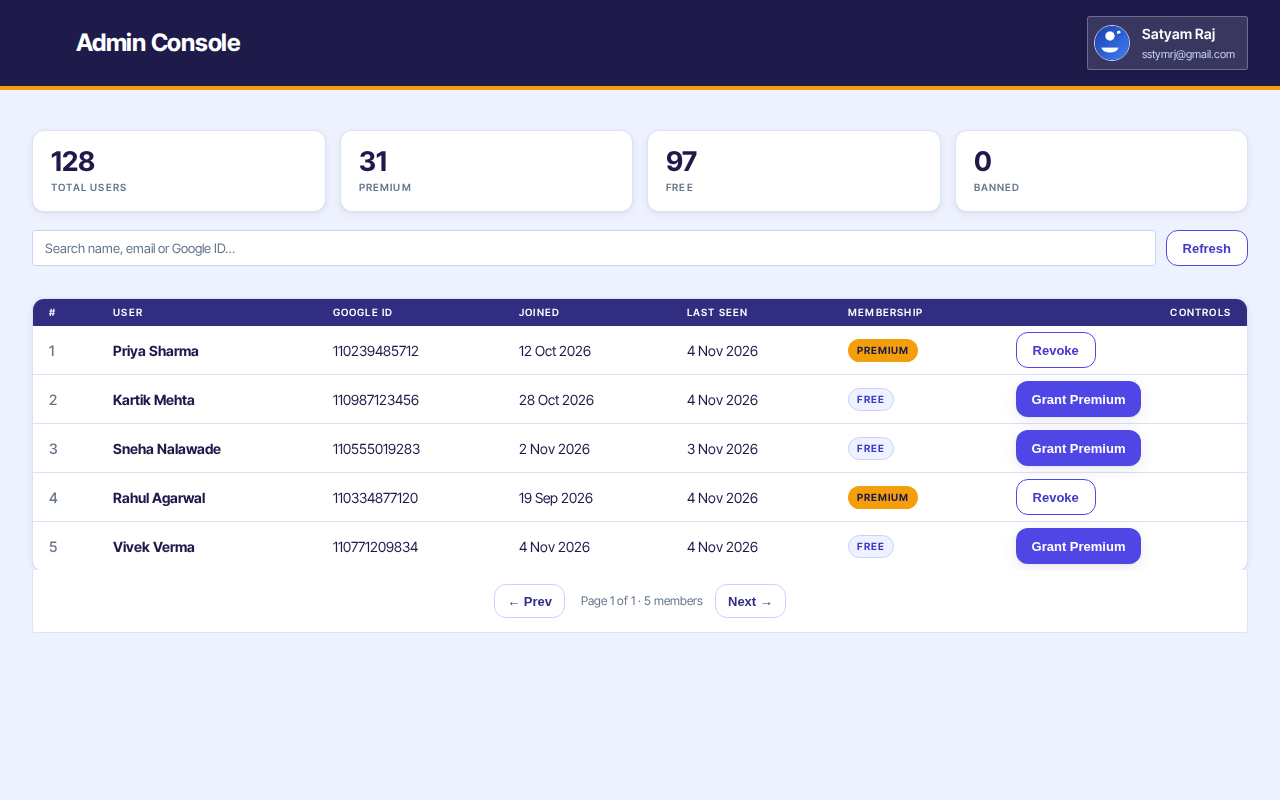 Admin Console
Satyam Raj
sstymrj@gmail.com
128
TOTAL USERS
31
PREMIUM
97
FREE
0
BANNED
Search name, email or Google ID...
Refresh
# USER GOOGLE ID JOINED LAST SEEN MEMBERSHIP CONTROLS
1 Priya Sharma 110239485712 12 Oct 2026 4 Nov 2026 PREMIUM Revoke
2 Kartik Mehta 110987123456 28 Oct 2026 4 Nov 2026 FREE Grant Premium
3 Sneha Nalawade 110555019283 2 Nov 2026 3 Nov 2026 FREE Grant Premium
4 Rahul Agarwal 110334877120 19 Sep 2026 4 Nov 2026 PREMIUM Revoke
5 Vivek Verma 110771209834 4 Nov 2026 4 Nov 2026 FREE Grant Premium
← Prev Page 1 of 1 · 5 members Next →